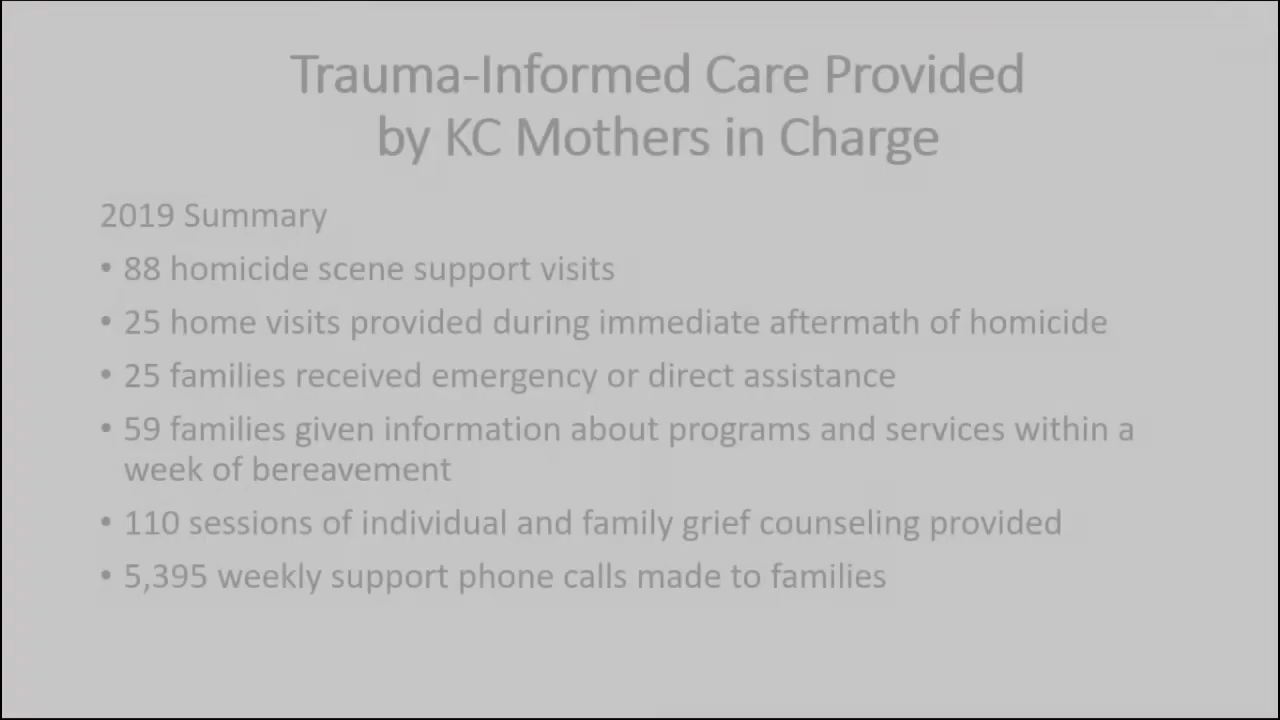 Trauma-Informed Care Provided
by KC Mothers in Charge
2019 Summary
• 88 homicide scene support visits
• 25 home visits provided during immediate aftermath of homicide
• 25 families received emergency or direct assistance
• 59 families given information about programs and services within a
week of bereavement
• 110 sessions of individual and family grief counseling provided
• 5,395 weekly support phone calls made to families